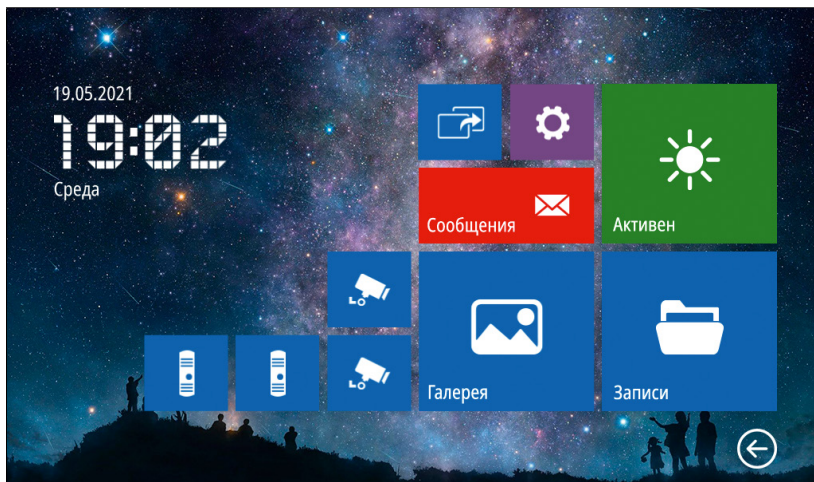 19.05.2021
19:02
Среда
Сообщения
Активен
Галерея
Записи